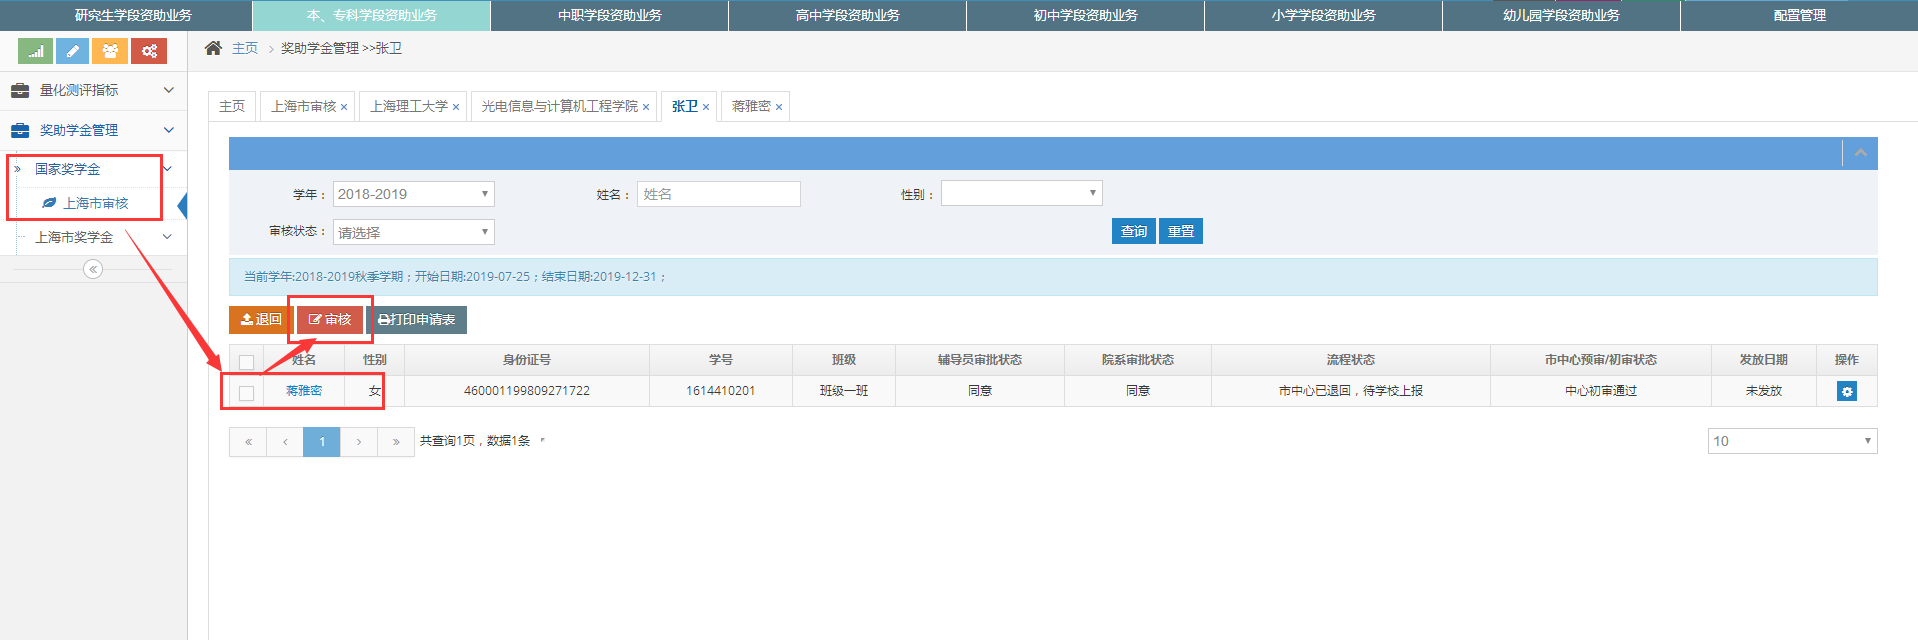 研究生学段资助业务 本、专科学段资助业务 中职学段资助业务 高中学段资助业务 初中学段资助业务 小学学段资助业务 幼儿园学段资助业务 配置管理
主页 > 奖助学金管理 >>张卫
量化测评指标
奖助学金管理
» 国家奖学金
上海市审核
上海市奖学金
«
主页 上海市审核 × 上海理工大学 × 光电信息与计算机工程学院 × 张卫 × 蒋雅密 ×
学年： 2018-2019 姓名： 姓名 性别：
审核状态： 请选择 查询 重置
当前学年:2018-2019秋季学期；开始日期:2019-07-25；结束日期:2019-12-31；
退回 审核 打印申请表
姓名 性别 身份证号 学号 班级 辅导员审批状态 院系审批状态 流程状态 市中心预审/初审状态 发放日期 操作
蒋雅密 女 460001199809271722 1614410201 班级一班 同意 同意 市中心已退回，待学校上报 中心初审通过 未发放
« ‹ 1 › » 共查询1页，数据1条 10